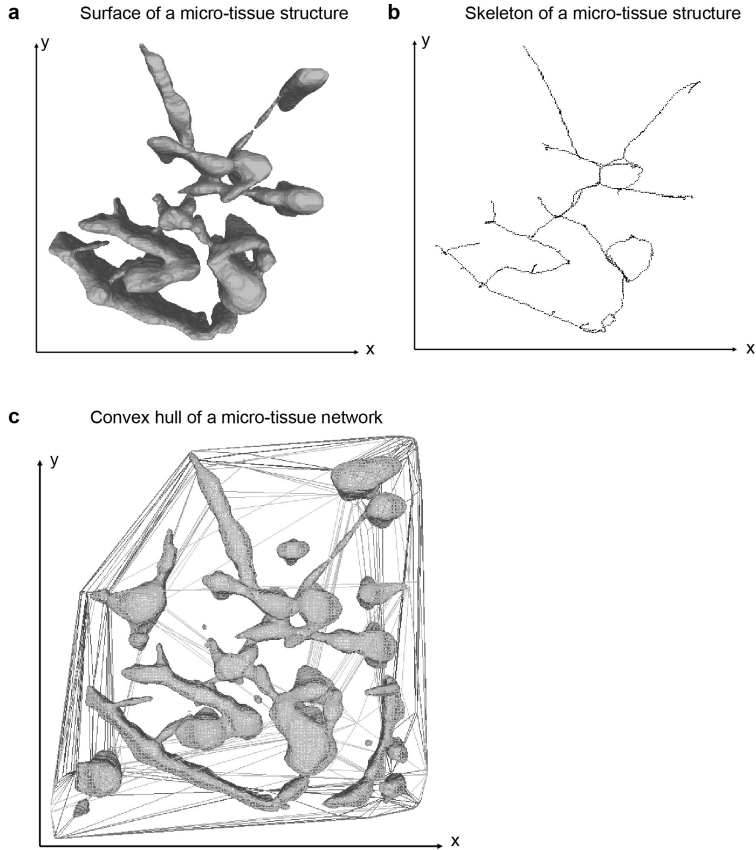 a Surface of a micro-tissue structure
b Skeleton of a micro-tissue structure
y
y
x
x
c Convex hull of a micro-tissue network
y
x